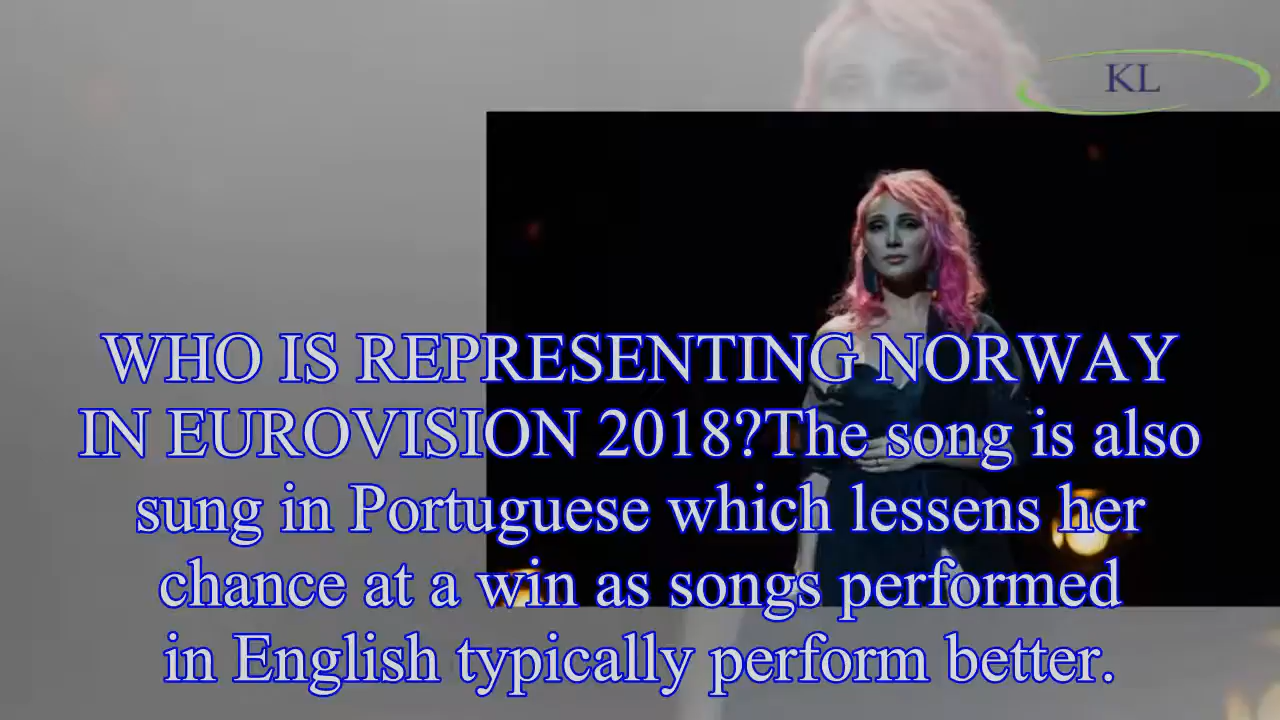 KL
WHO IS REPRESENTING NORWAY
IN EUROVISION 2018?The song is also
sung in Portuguese which lessens her
chance at a win as songs performed
in English typically perform better.